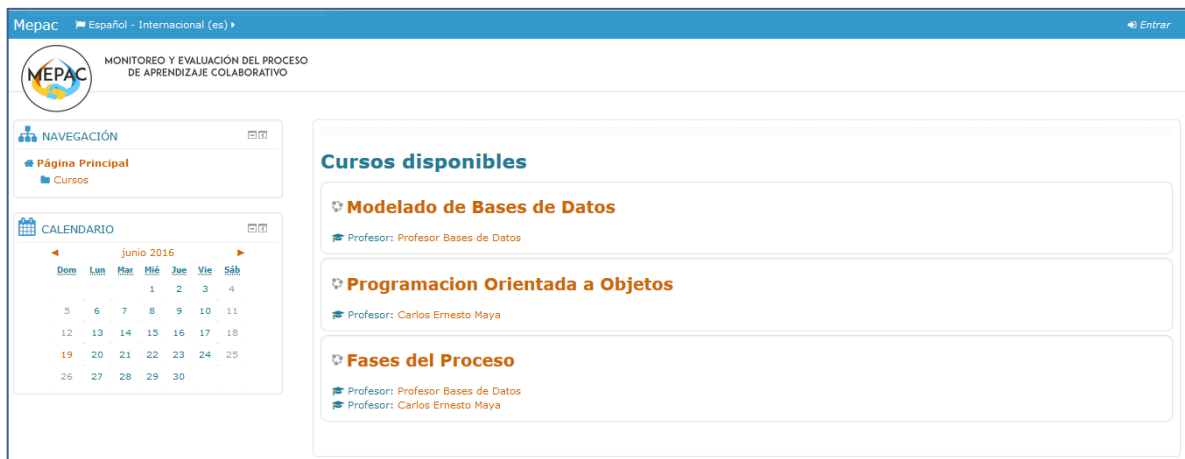 Mepac Español - Internacional (es) Entrar
MEPAC
MONITOREO Y EVALUACIÓN DEL PROCESO
DE APRENDIZAJE COLABORATIVO
NAVEGACIÓN
Página Principal
Cursos
CALENDARIO
junio 2016
Dom Lun Mar Mié Jue Vie Sáb
1 2 3 4
5 6 7 8 9 10 11
12 13 14 15 16 17 18
19 20 21 22 23 24 25
26 27 28 29 30
Cursos disponibles
Modelado de Bases de Datos
Profesor: Profesor Bases de Datos
Programacion Orientada a Objetos
Profesor: Carlos Ernesto Maya
Fases del Proceso
Profesor: Profesor Bases de Datos
Profesor: Carlos Ernesto Maya